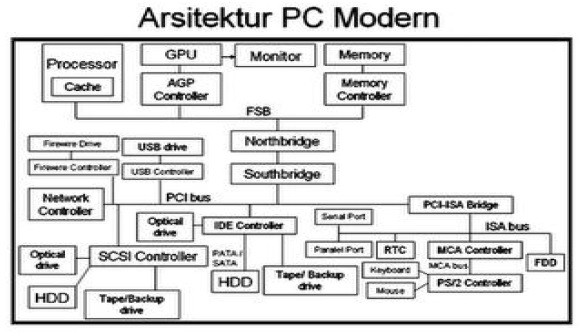 Arsitektur PC Modern
Processor
Cache
GPU
Monitor
Memory
AGP
Controller
Memory
Controller
FSB
Northbridge
Firewire Drive
USB drive
Firewire Controller
USB Controller
Southbridge
PCI bus
Network
Controller
PCI-ISA Bridge
Serial Port
Optical
drive
IDE Controller
ISA bus
Parallel Port
RTC
MCA Controller
FDD
Optical
drive
SCSI Controller
PATA /
SATA
Keyboard
MCA bus
HDD
Tape/ Backup
drive
Mouse
PS/2 Controller
HDD
Tape/Backup
drive